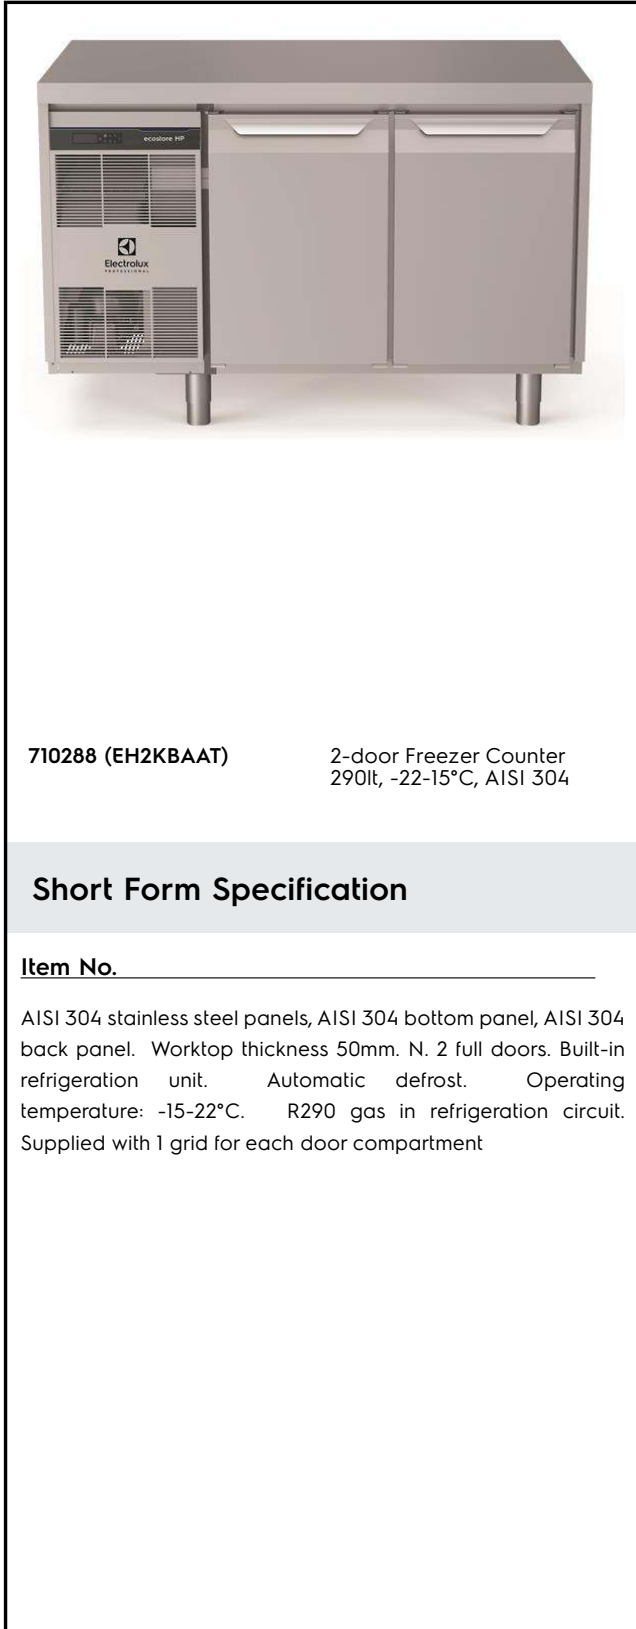 ecostore HP
Electrolux
PROFESSIONAL
710288 (EH2KBAAT)
2-door Freezer Counter
290lt, -22-15°C, AISI 304
Short Form Specification
Item No.
AISI 304 stainless steel panels, AISI 304 bottom panel, AISI 304
back panel. Worktop thickness 50mm. N. 2 full doors. Built-in
refrigeration unit. Automatic defrost. Operating
temperature: -15-22°C. R290 gas in refrigeration circuit.
Supplied with 1 grid for each door compartment